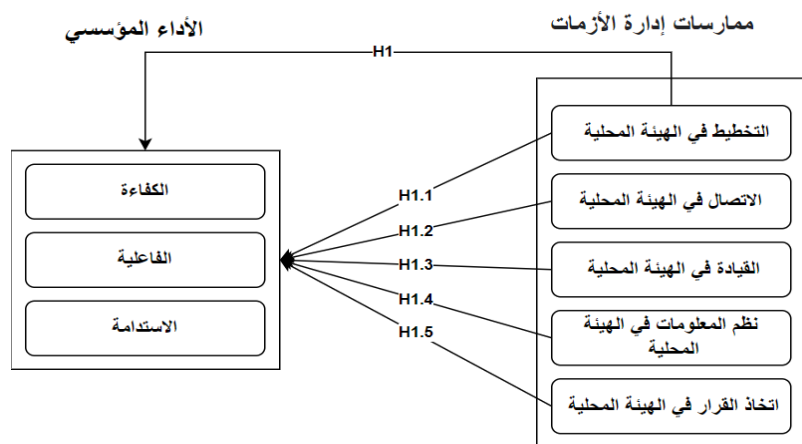 ممارسات إدارة الأزمات
الأداء المؤسسي
H1
التخطيط في الهيئة المحلية
الاتصال في الهيئة المحلية
القيادة في الهيئة المحلية
نظم المعلومات في الهيئة
المحلية
اتخاذ القرار في الهيئة المحلية
H1.1
H1.2
H1.3
H1.4
H1.5
الكفاءة
الفاعلية
الاستدامة